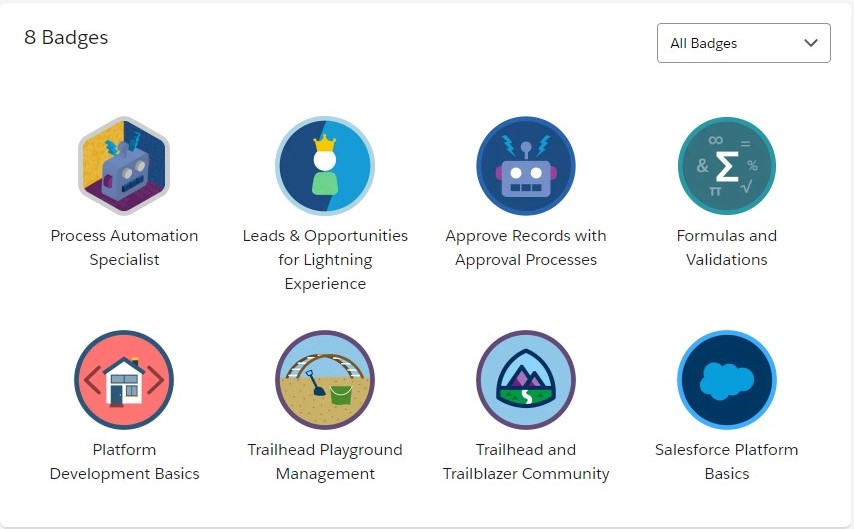 8 Badges
All Badges
Process Automation
Specialist
Leads & Opportunities
for Lightning
Experience
Approve Records with
Approval Processes
∞ =
& Σ %
π √
Formulas and
Validations
< >
Platform
Development Basics
Trailhead Playground
Management
Trailhead and
Trailblazer Community
Salesforce Platform
Basics